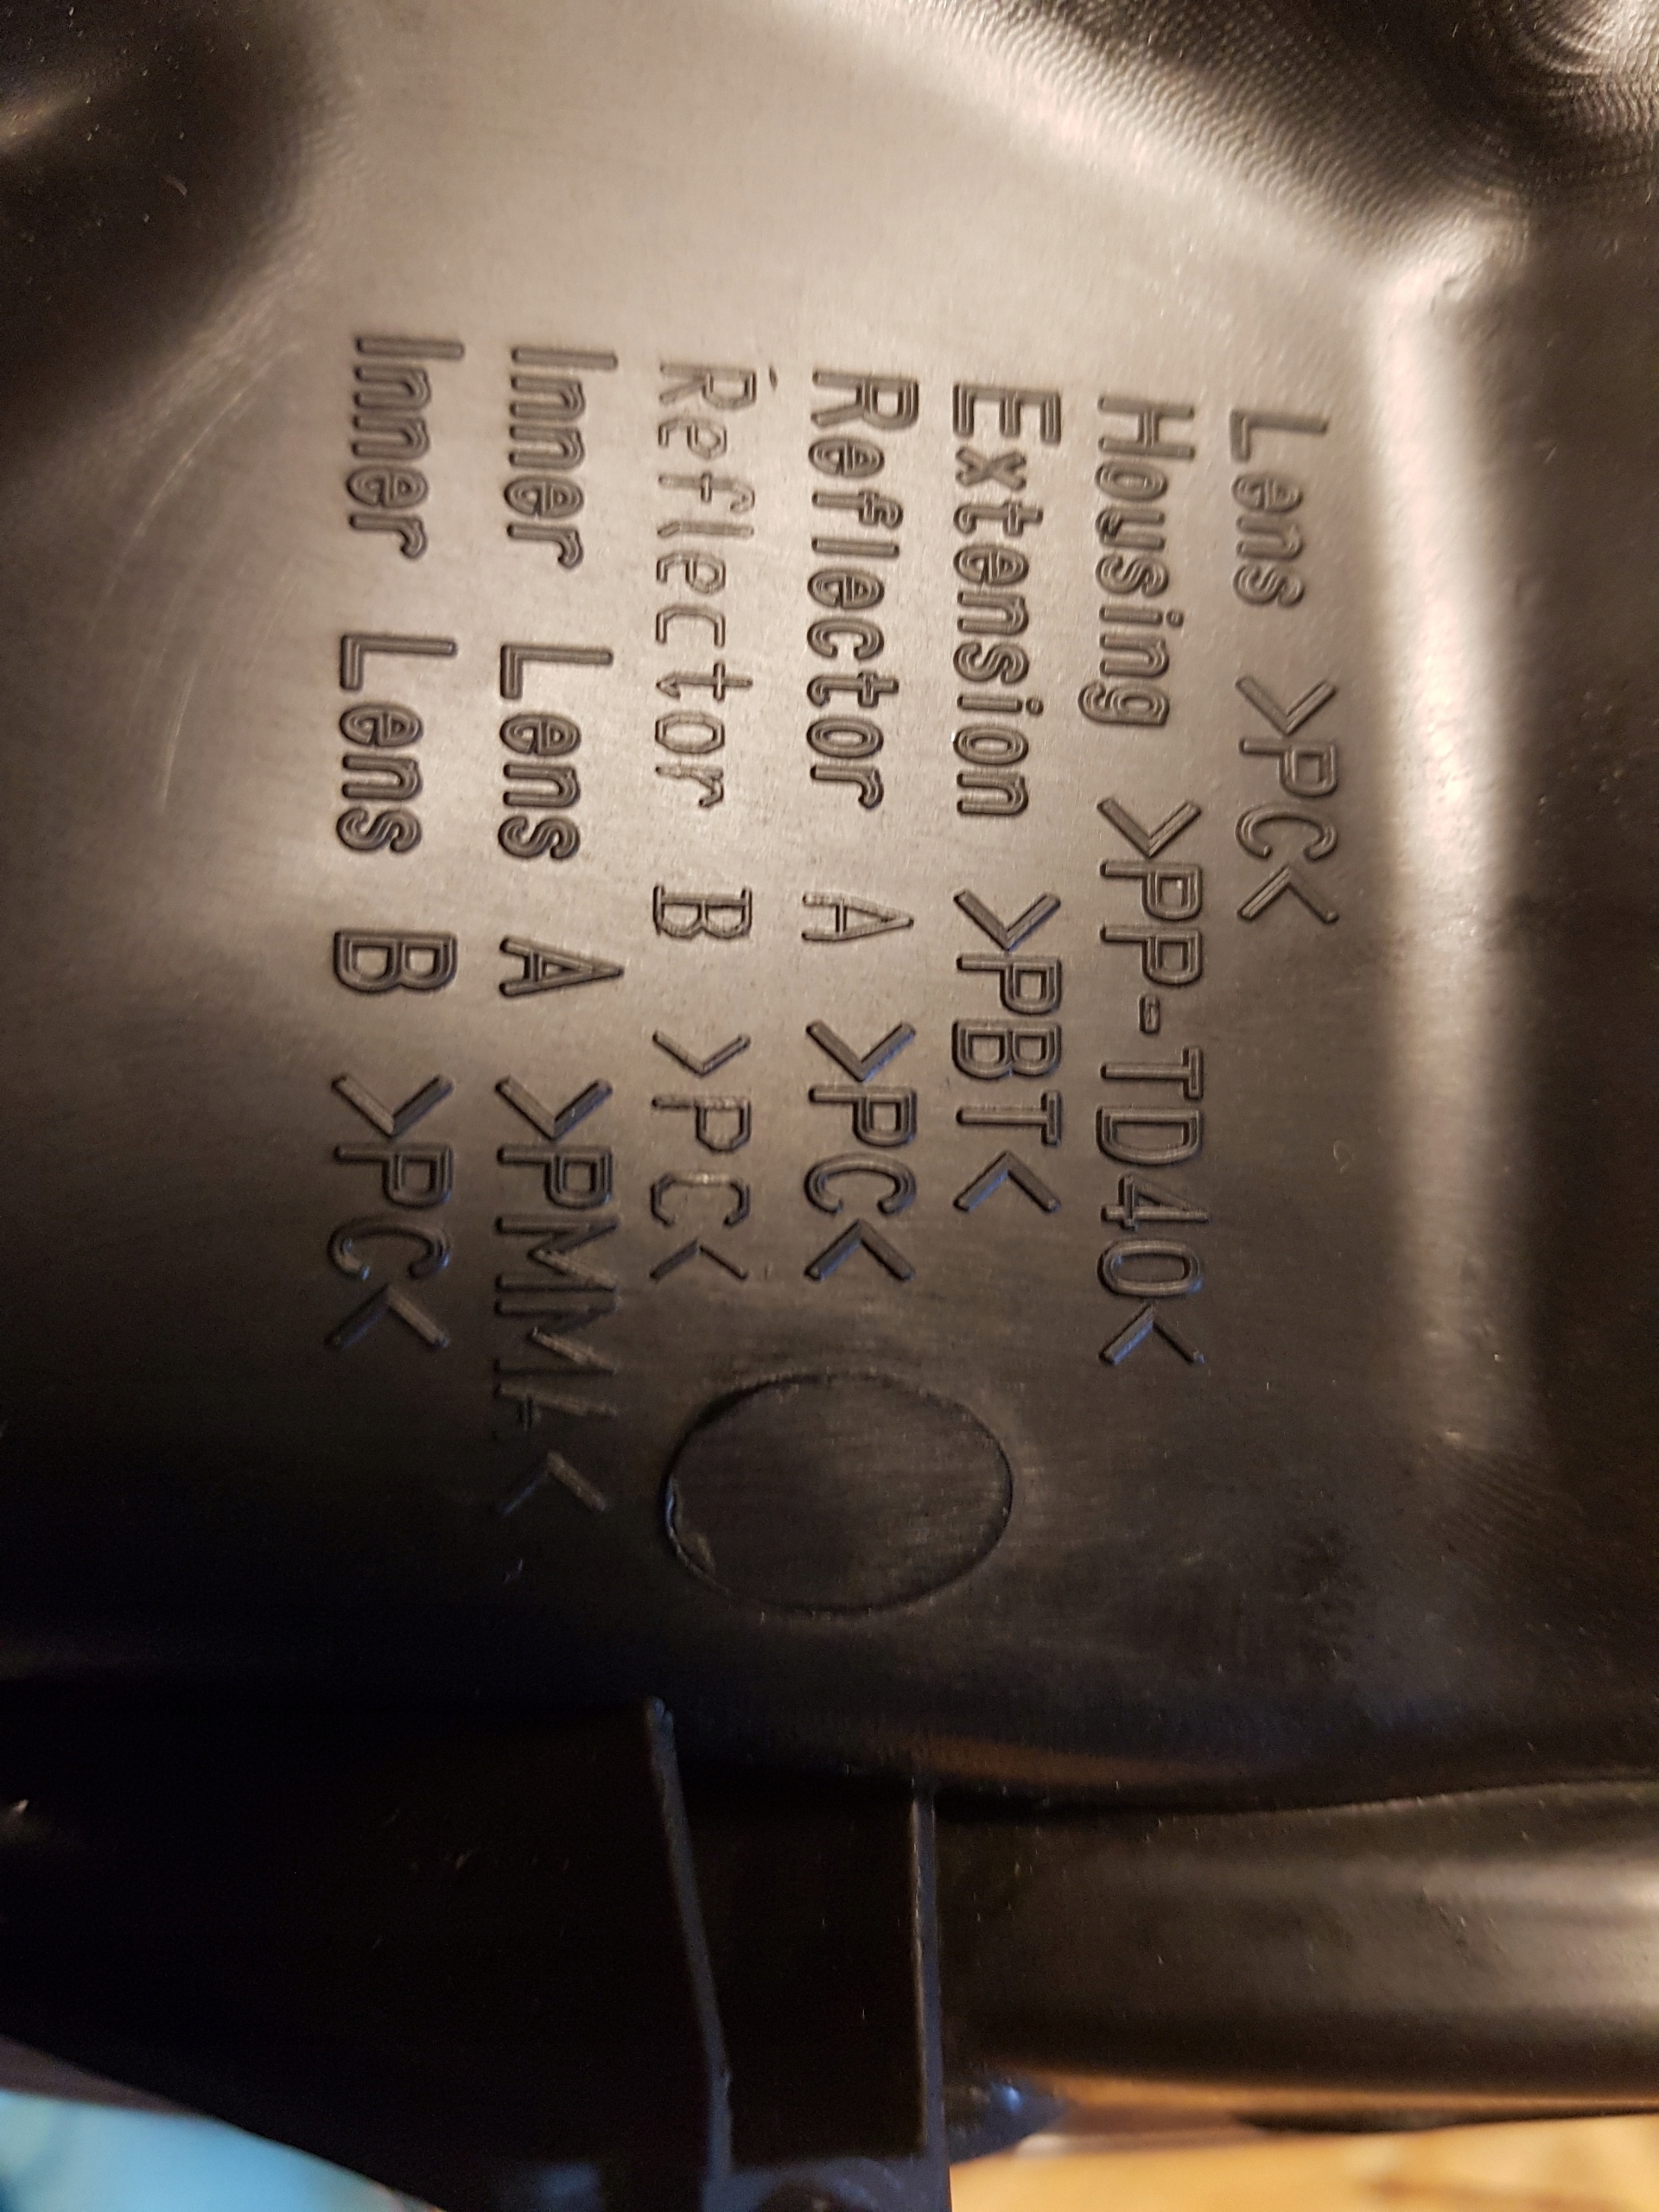 Lens >PC<
Housing >PP-TD40<
Extension >PBT<
Reflector A >PC<
Reflector B >PC<
Inner Lens A >PMMA<
Inner Lens B >PC<